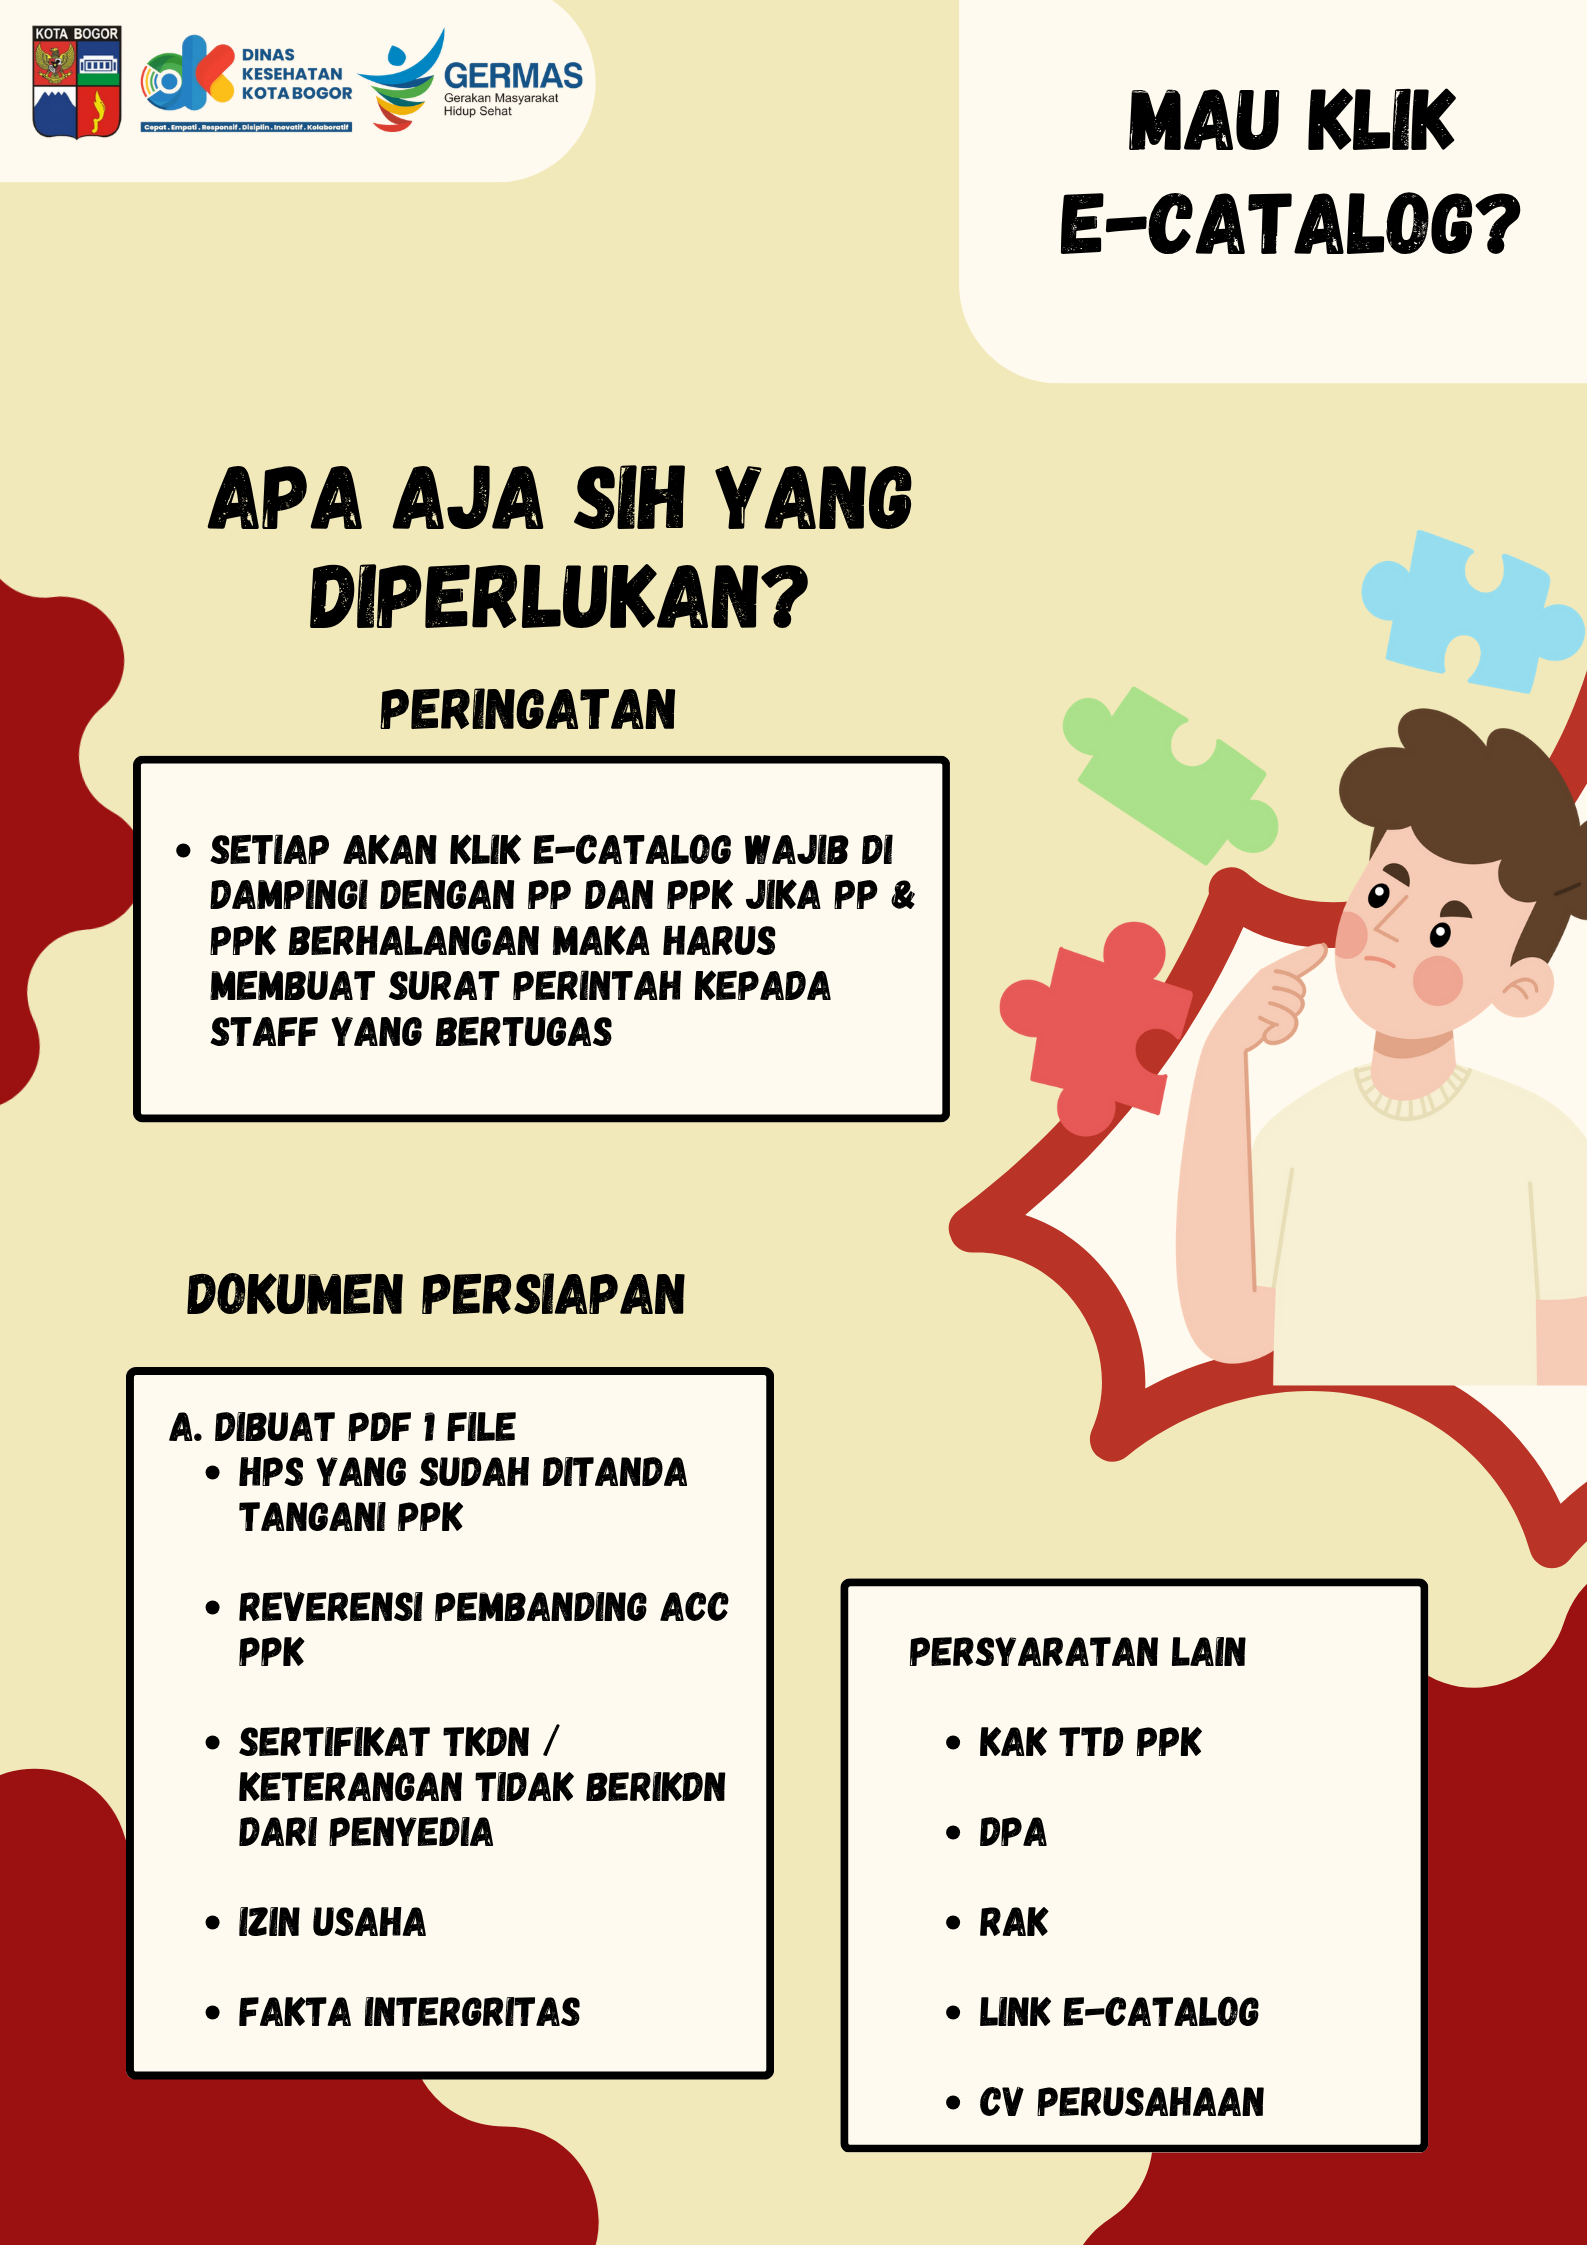 KOTA BOGOR
DINAS
KESEHATAN
KOTA BOGOR
Cepat . Empati . Responsif . Disiplin . Inovatif . Kolaboratif
GERMAS
Gerakan Masyarakat
Hidup Sehat
MAU KLIK
E-CATALOG?
APA AJA SIH YANG
DIPERLUKAN?
PERINGATAN
• SETIAP AKAN KLIK E-CATALOG WAJIB DI
DAMPINGI DENGAN PP DAN PPK JIKA PP &
PPK BERHALANGAN MAKA HARUS
MEMBUAT SURAT PERINTAH KEPADA
STAFF YANG BERTUGAS
DOKUMEN PERSIAPAN
A. DIBUAT PDF 1 FILE
• HPS YANG SUDAH DITANDA
TANGANI PPK
• REVERENSI PEMBANDING ACC
PPK
• SERTIFIKAT TKDN /
KETERANGAN TIDAK BERIKDN
DARI PENYEDIA
• IZIN USAHA
• FAKTA INTERGRITAS
PERSYARATAN LAIN
• KAK TTD PPK
• DPA
• RAK
• LINK E-CATALOG
• CV PERUSAHAAN